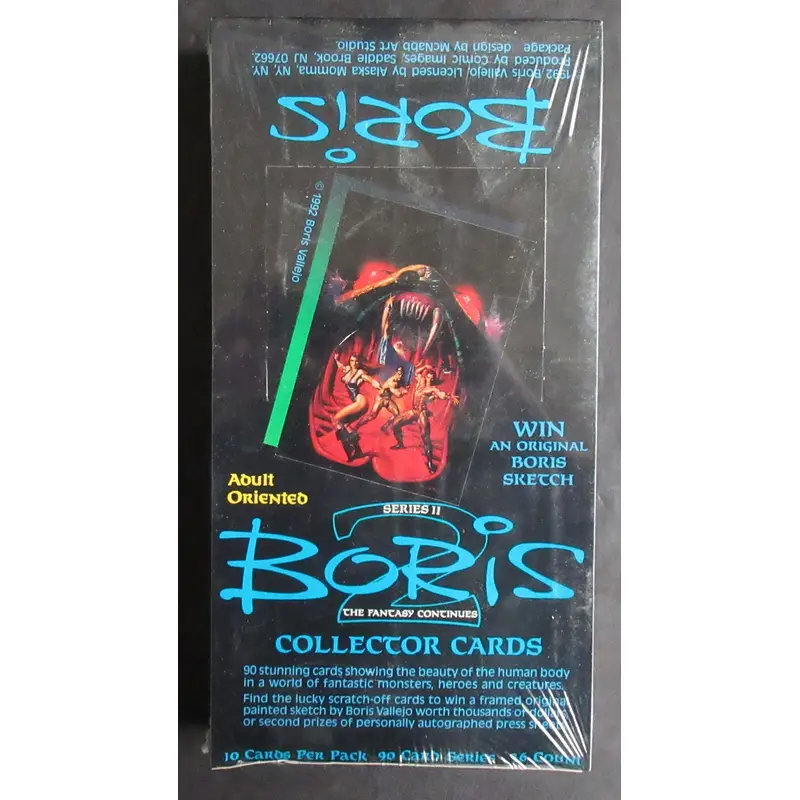 © 1992 Boris Vallejo, Licensed by Alaska Momma, NY, NY.
Produced by Comic Images, Saddle Brook, NJ 07662.
Package design by McNabb Art Studio.
BORIS
© 1992 Boris Vallejo
WIN
AN ORIGINAL
BORIS
SKETCH
Adult
Oriented
SERIES II
2
BORIS
THE FANTASY CONTINUES
COLLECTOR CARDS
90 stunning cards showing the beauty of the human body
in a world of fantastic monsters, heroes and creatures.
Find the lucky scratch-off cards to win a framed original
painted sketch by Boris Vallejo worth thousands of dollars
or second prizes of personally autographed press sheets.
10 Cards Per Pack 90 Card Series 36 Count